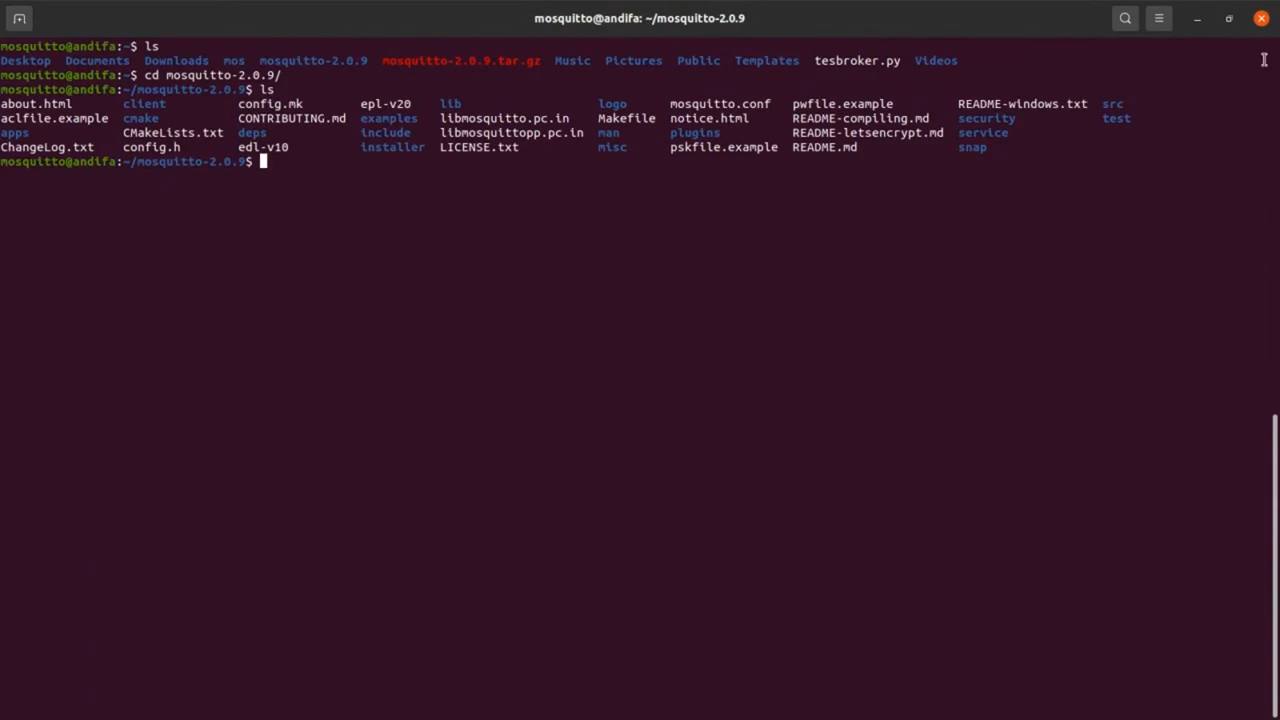 mosquitto@andifa: ~/mosquitto-2.0.9
mosquitto@andifa:~$ ls
Desktop Documents Downloads mos mosquitto-2.0.9 mosquitto-2.0.9.tar.gz Music Pictures Public Templates tesbroker.py Videos
mosquitto@andifa:~$ cd mosquitto-2.0.9/
mosquitto@andifa:~/mosquitto-2.0.9$ ls
about.html client config.mk epl-v20 lib logo mosquitto.conf pwfile.example README-windows.txt src
aclfile.example cmake CONTRIBUTING.md examples libmosquitto.pc.in Makefile notice.html README-compiling.md security test
apps CMakeLists.txt deps include libmosquittopp.pc.in man plugins README-letsencrypt.md service
ChangeLog.txt config.h edl-v10 installer LICENSE.txt misc pskfile.example README.md snap
mosquitto@andifa:~/mosquitto-2.0.9$